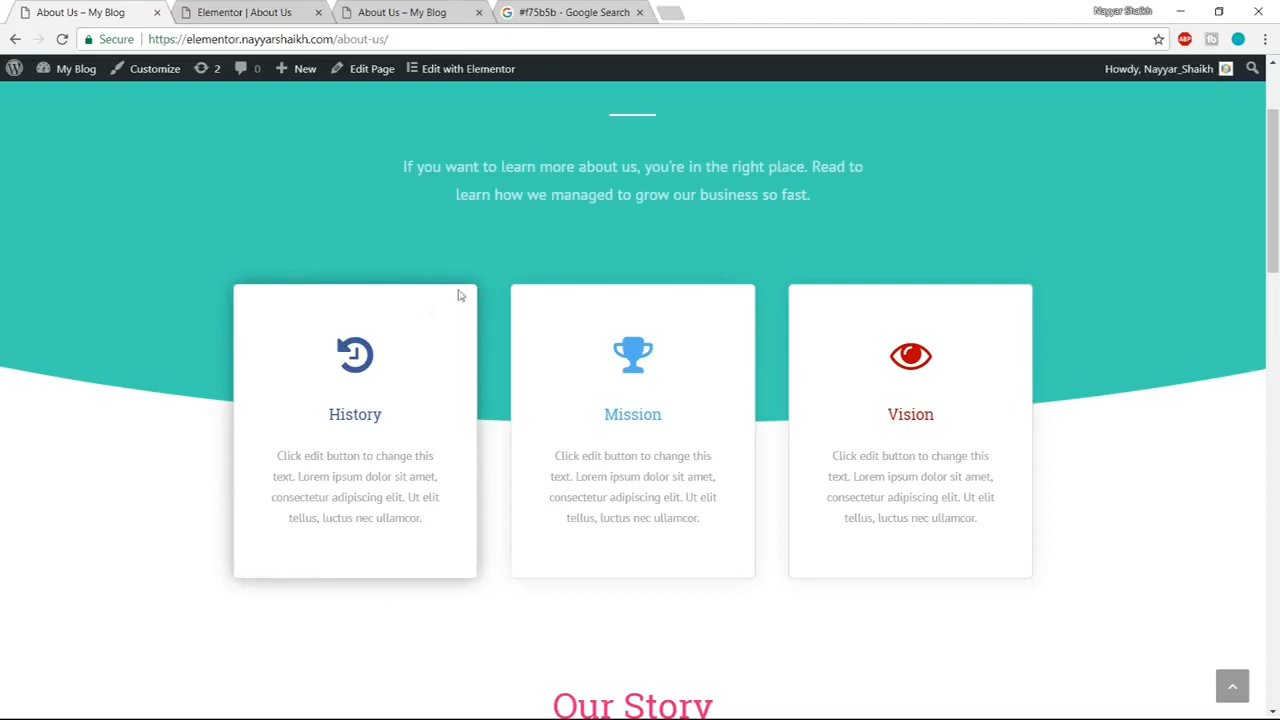 About Us – My Blog
Elementor | About Us
About Us – My Blog
#f75b5b - Google Search
Nayyar Shaikh
Secure
https://elementor.nayyarshaikh.com/about-us/
ABP
My Blog
Customize
2
0
New
Edit Page
Edit with Elementor
Howdy, Nayyar_Shaikh
If you want to learn more about us, you're in the right place. Read to
learn how we managed to grow our business so fast.
History
Click edit button to change this
text. Lorem ipsum dolor sit amet,
consectetur adipiscing elit. Ut elit
tellus, luctus nec ullamcor.
Mission
Click edit button to change this
text. Lorem ipsum dolor sit amet,
consectetur adipiscing elit. Ut elit
tellus, luctus nec ullamcor.
Vision
Click edit button to change this
text. Lorem ipsum dolor sit amet,
consectetur adipiscing elit. Ut elit
tellus, luctus nec ullamcor.
Our Story